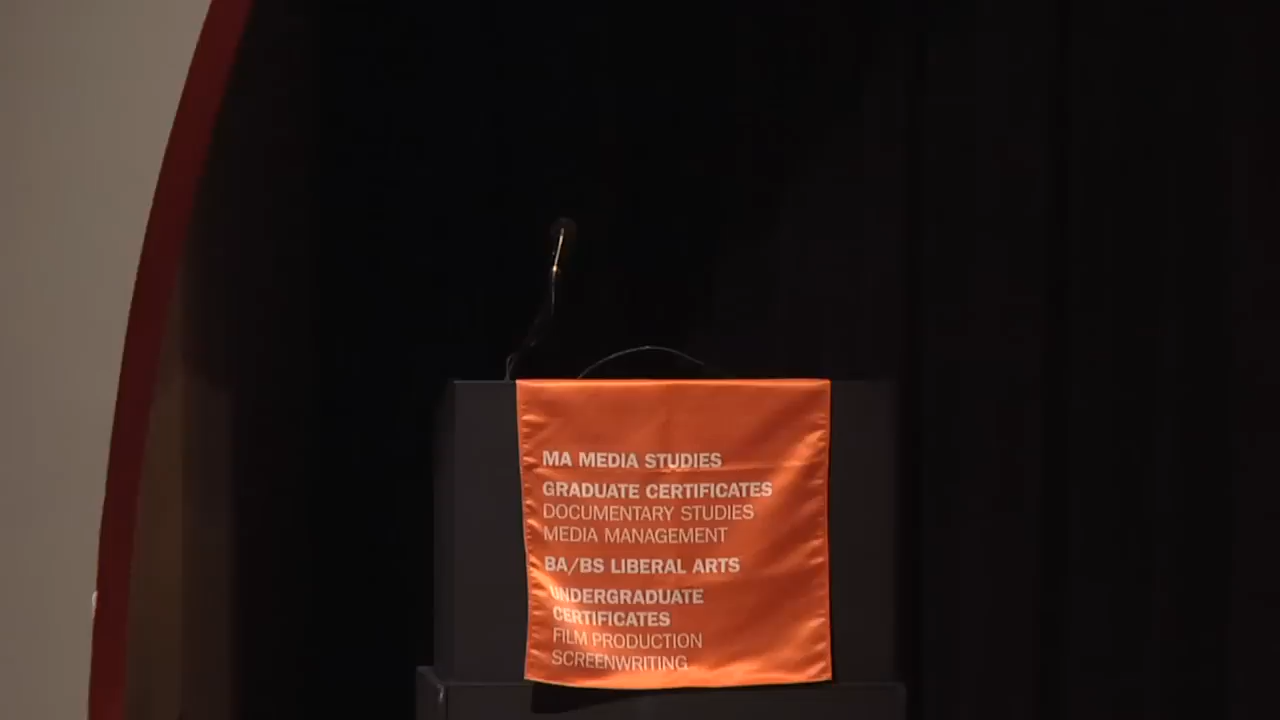 MA MEDIA STUDIES
GRADUATE CERTIFICATES
DOCUMENTARY STUDIES
MEDIA MANAGEMENT
BA/BS LIBERAL ARTS
UNDERGRADUATE
CERTIFICATES
FILM PRODUCTION
SCREENWRITING